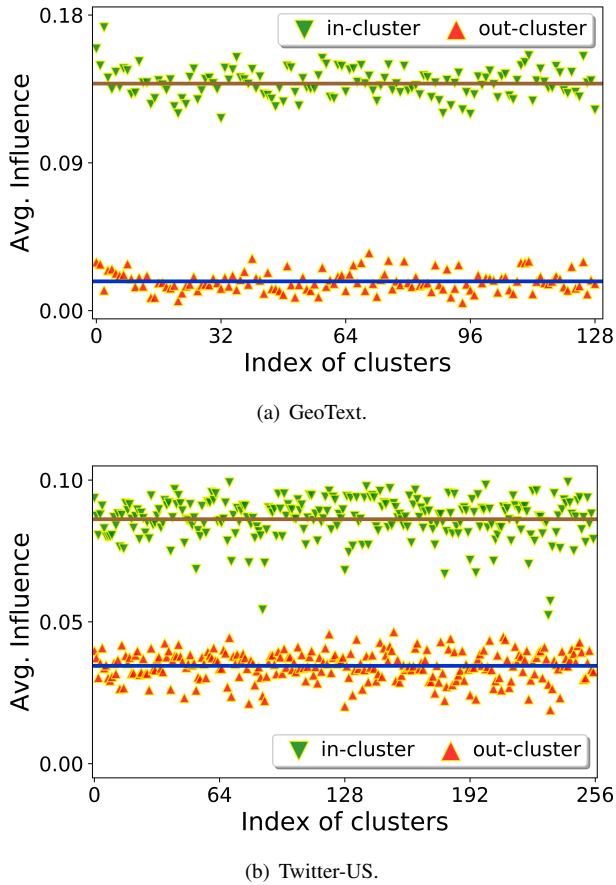 0.18
in-cluster out-cluster
0.09
0.00
Avg. Influence
0 32 64 96 128
Index of clusters
(a) GeoText.
0.10
0.05
0.00
Avg. Influence
in-cluster out-cluster
0 64 128 192 256
Index of clusters
(b) Twitter-US.